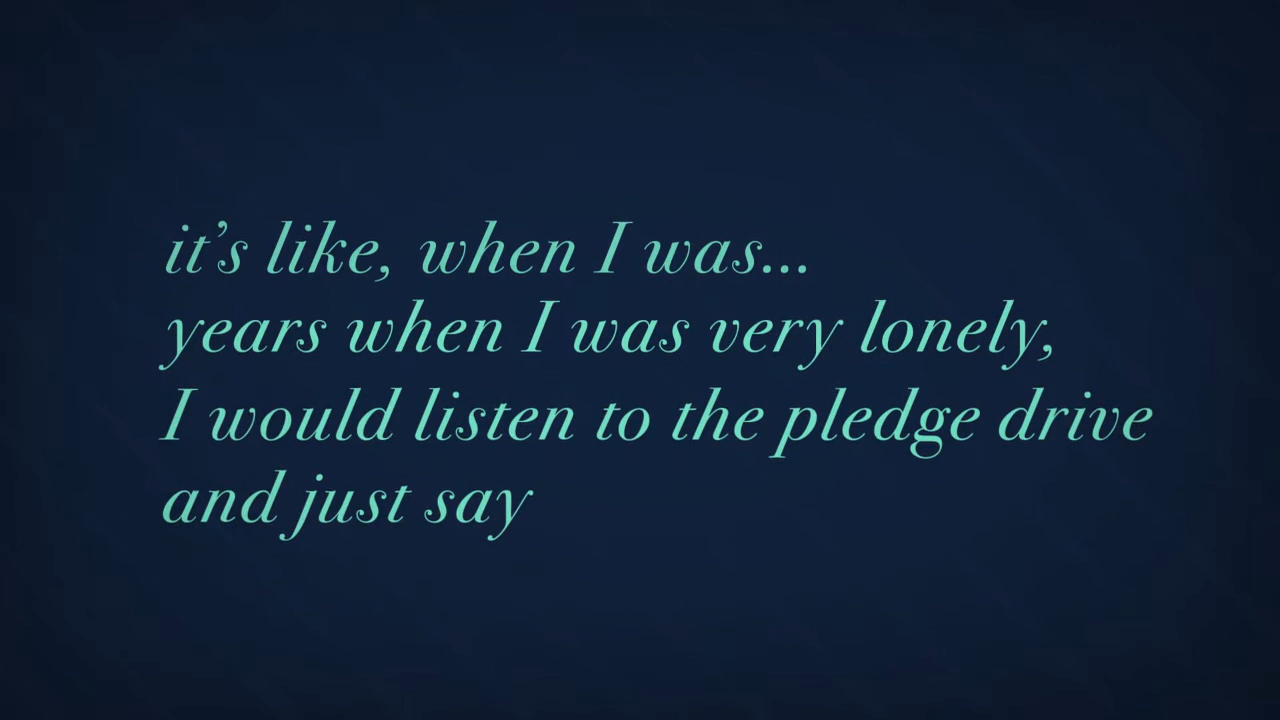 it’s like, when I was...
years when I was very lonely,
I would listen to the pledge drive
and just say